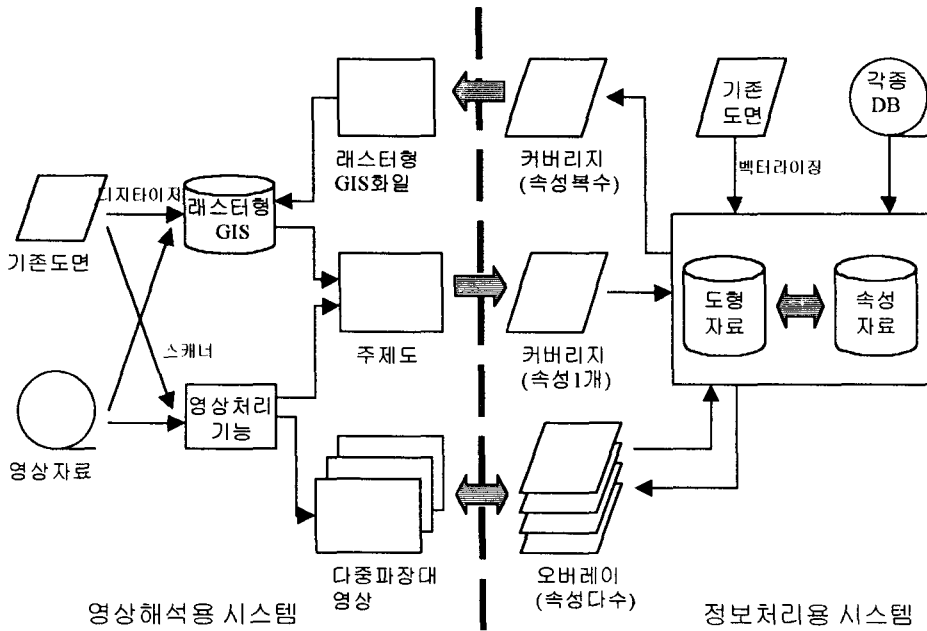 기존
도면
각종
DB
래스터형
GIS화일
커버리지
(속성복수)
벡터라이징
디지타이저
래스터형
GIS
기존도면
도형
자료
속성
자료
주제도
커버리지
(속성1개)
스캐너
영상처리
기능
영상자료
다중파장대
영상
오버레이
(속성다수)
영상해석용 시스템
정보처리용 시스템